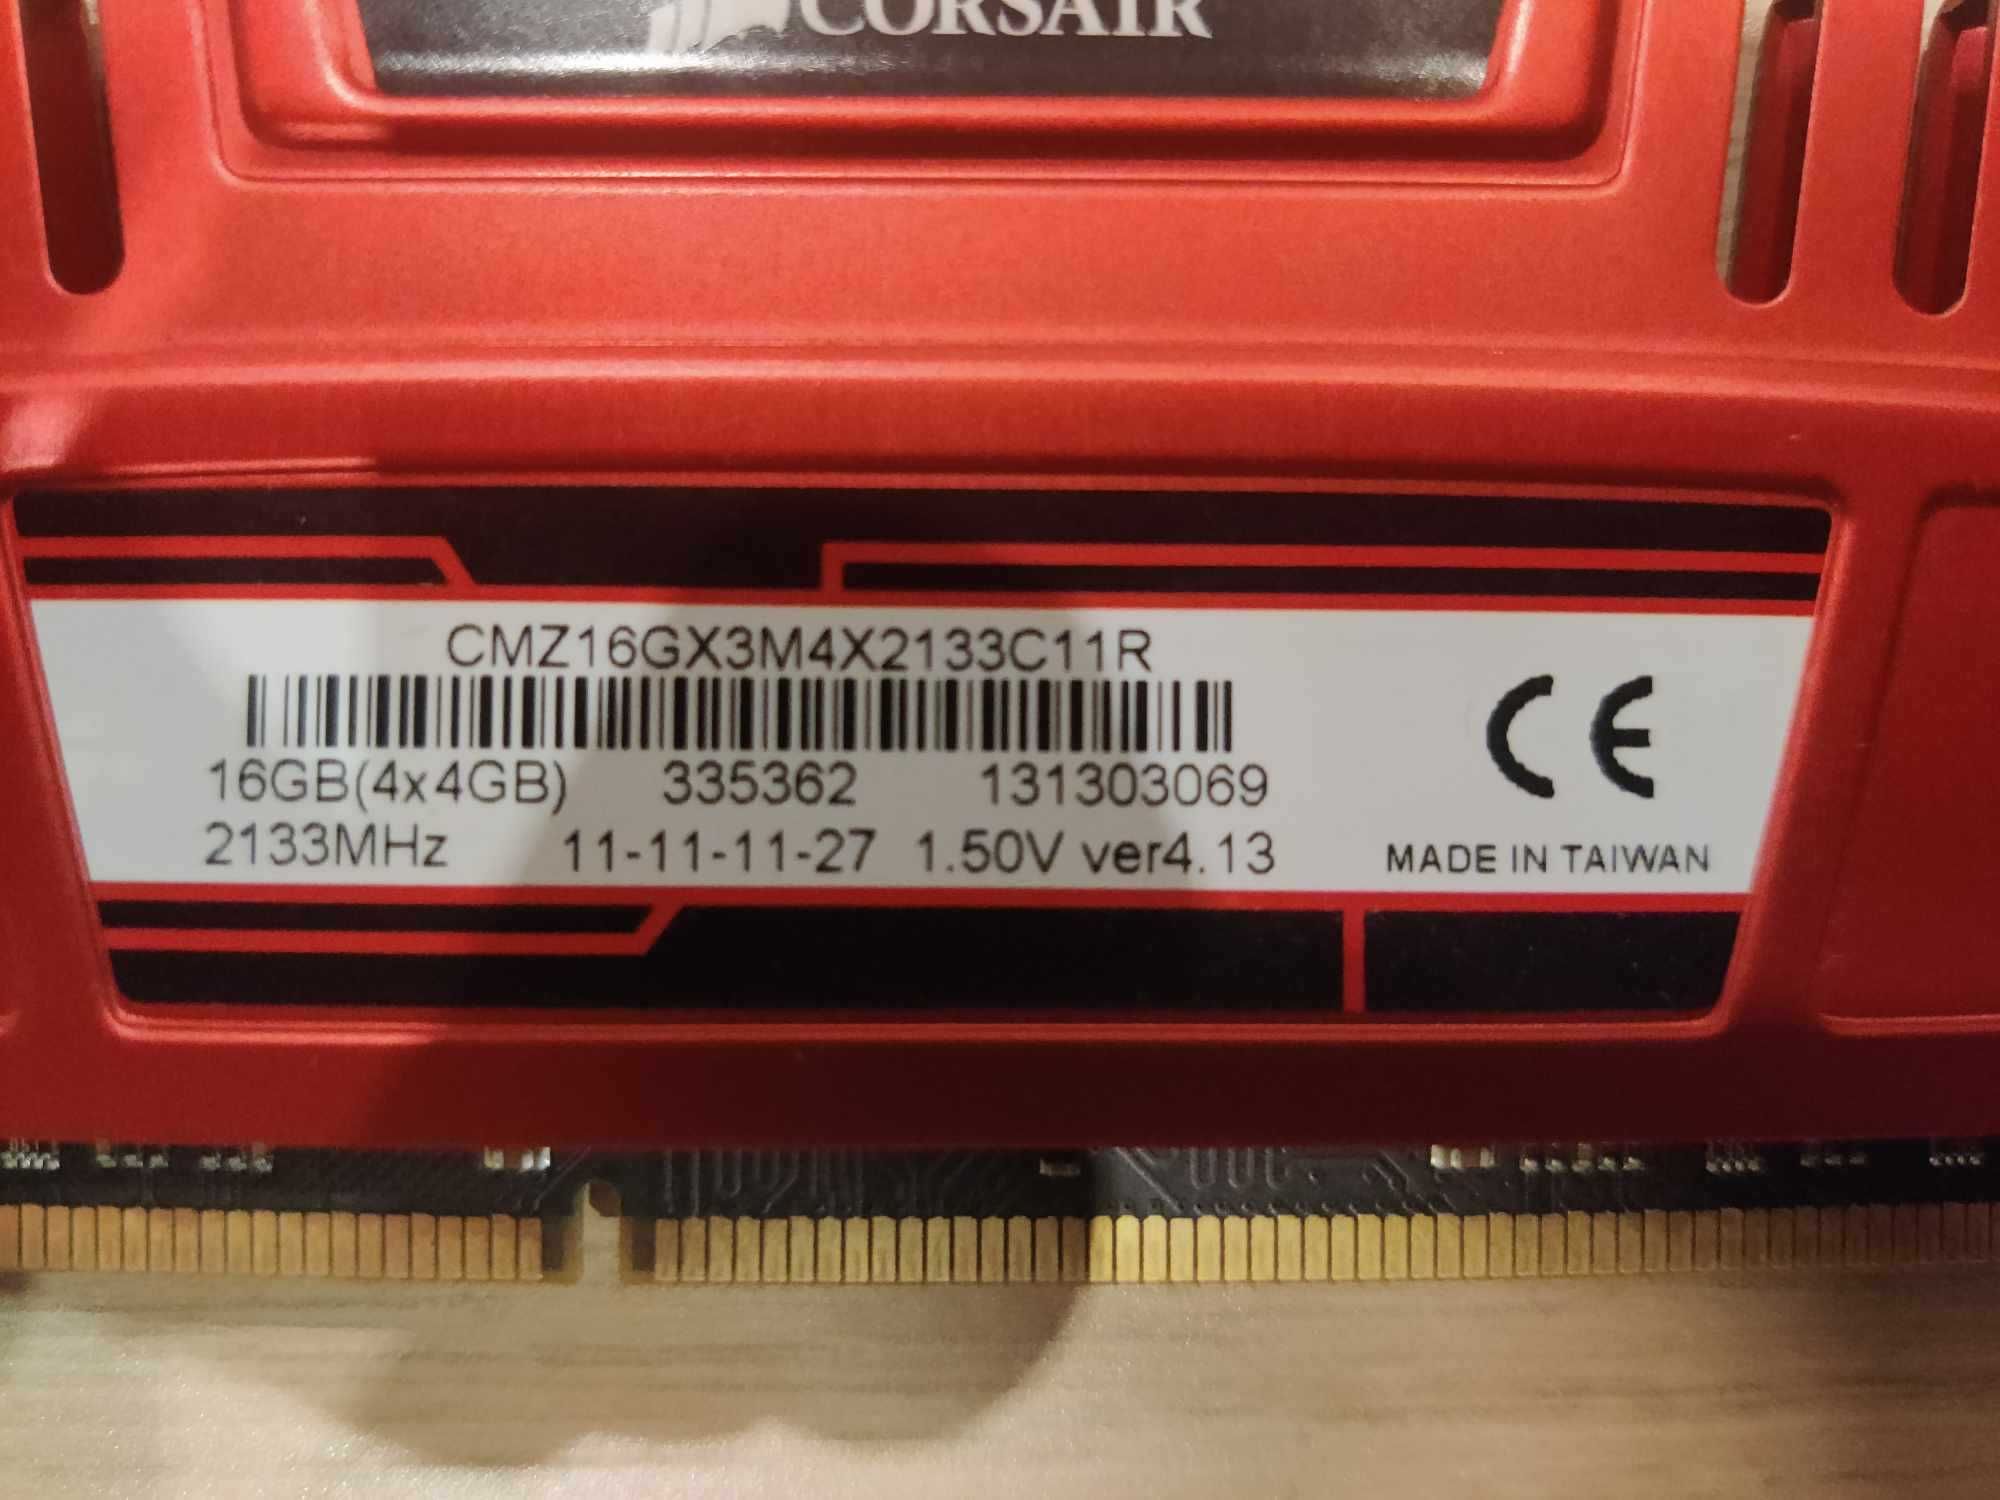 CORSAIR
CMZ16GX3M4X2133C11R
16GB(4x4GB) 335362 131303069
2133MHz 11-11-11-27 1.50V ver4.13
CE
MADE IN TAIWAN